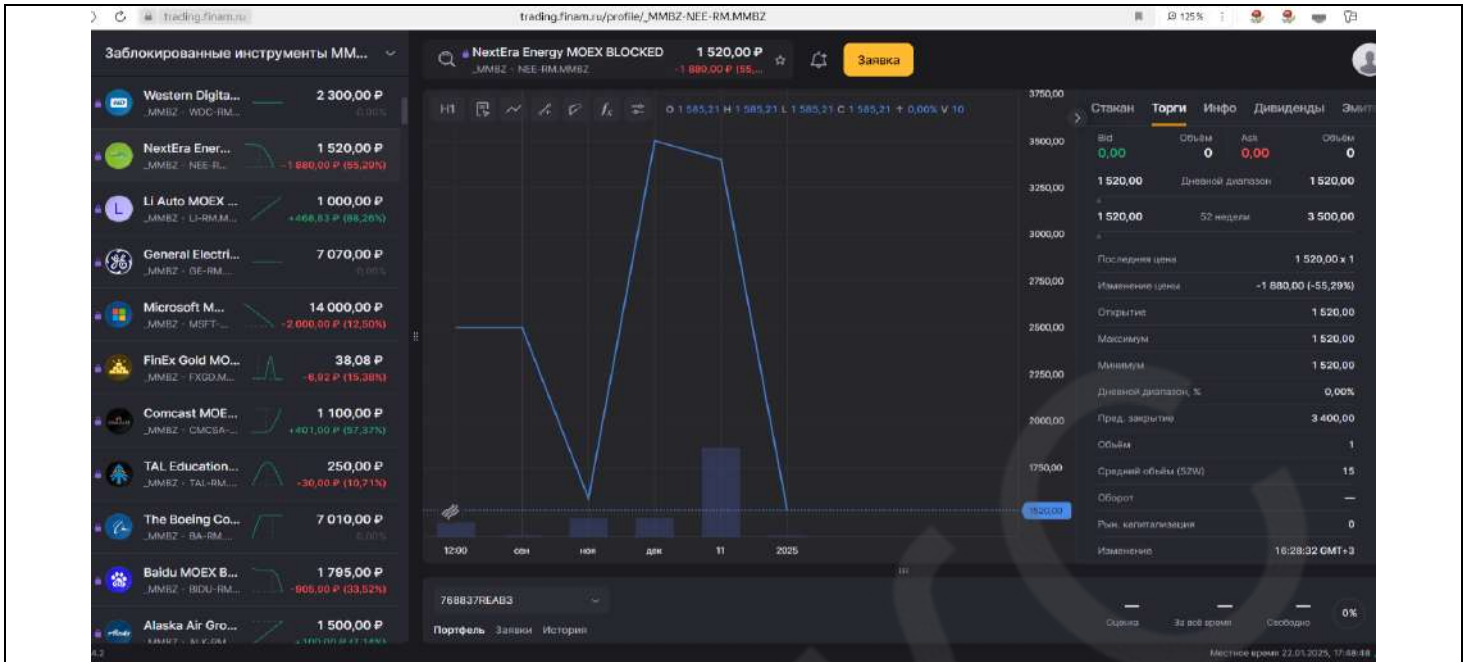 trading.finam.ru
trading.finam.ru/profile/_MMBZ-NEE-RM.MMBZ
125%
Заблокированные инструменты ММ...
Western Digita... 2 300,00 ₽
_MMBZ - WDC-RM... 0,00%
NextEra Ener... 1 520,00 ₽
_MMBZ - NEE-R... -1 880,00 ₽ (55,29%)
Li Auto MOEX ... 1 000,00 ₽
_MMBZ - LI-RM.M... +468,83 ₽ (88,26%)
General Electri... 7 070,00 ₽
_MMBZ - GE-RM.... 0,00%
Microsoft M... 14 000,00 ₽
_MMBZ - MSFT-... -2 000,00 ₽ (12,50%)
FinEx Gold MO... 38,08 ₽
_MMBZ - FXGD.M... -6,92 ₽ (15,38%)
Comcast MOE... 1 100,00 ₽
_MMBZ - CMCSA-... +401,00 ₽ (57,37%)
TAL Education... 250,00 ₽
_MMBZ - TAL-RM.... -30,00 ₽ (10,71%)
The Boeing Co... 7 010,00 ₽
_MMBZ - BA-RM.... 0,00%
Baidu MOEX B... 1 795,00 ₽
_MMBZ - BIDU-RM... -905,00 ₽ (33,52%)
Alaska Air Gro... 1 500,00 ₽
NextEra Energy MOEX BLOCKED 1 520,00 ₽
_MMBZ - NEE-RM.MMBZ -1 880,00 ₽ (55,...
Заявка
H1 O 1 585,21 H 1 585,21 L 1 585,21 C 1 585,21 + 0,00% V 10
3750,00
3500,00
3250,00
3000,00
2750,00
2500,00
2250,00
2000,00
1750,00
1520,00
12:00 сен ноя дек 11 2025
768837REAB3
Портфель Заявки История
Стакан Торги Инфо Дивиденды Эмит
Bid Объём Ask Объём
0,00 0 0,00 0
1 520,00 Дневной диапазон 1 520,00
1 520,00 52 недели 3 500,00
Последняя цена 1 520,00 x 1
Изменение цены -1 880,00 (-55,29%)
Открытие 1 520,00
Максимум 1 520,00
Минимум 1 520,00
Дневной диапазон, % 0,00%
Пред. закрытие 3 400,00
Объём 1
Средний объём (52W) 15
Оборот —
Рын. капитализация 0
Изменение 16:28:32 GMT+3
— — — 0%
Оценка За всё время Свободно
Местное время 22.01.2025, 17:48:48